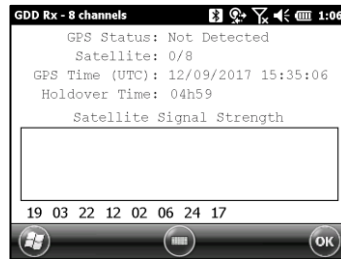 GDD Rx - 8 channels 1:06
GPS Status: Not Detected
Satellite: 0/8
GPS Time (UTC): 12/09/2017 15:35:06
Holdover Time: 04h59
Satellite Signal Strength
19 03 22 12 02 06 24 17
OK